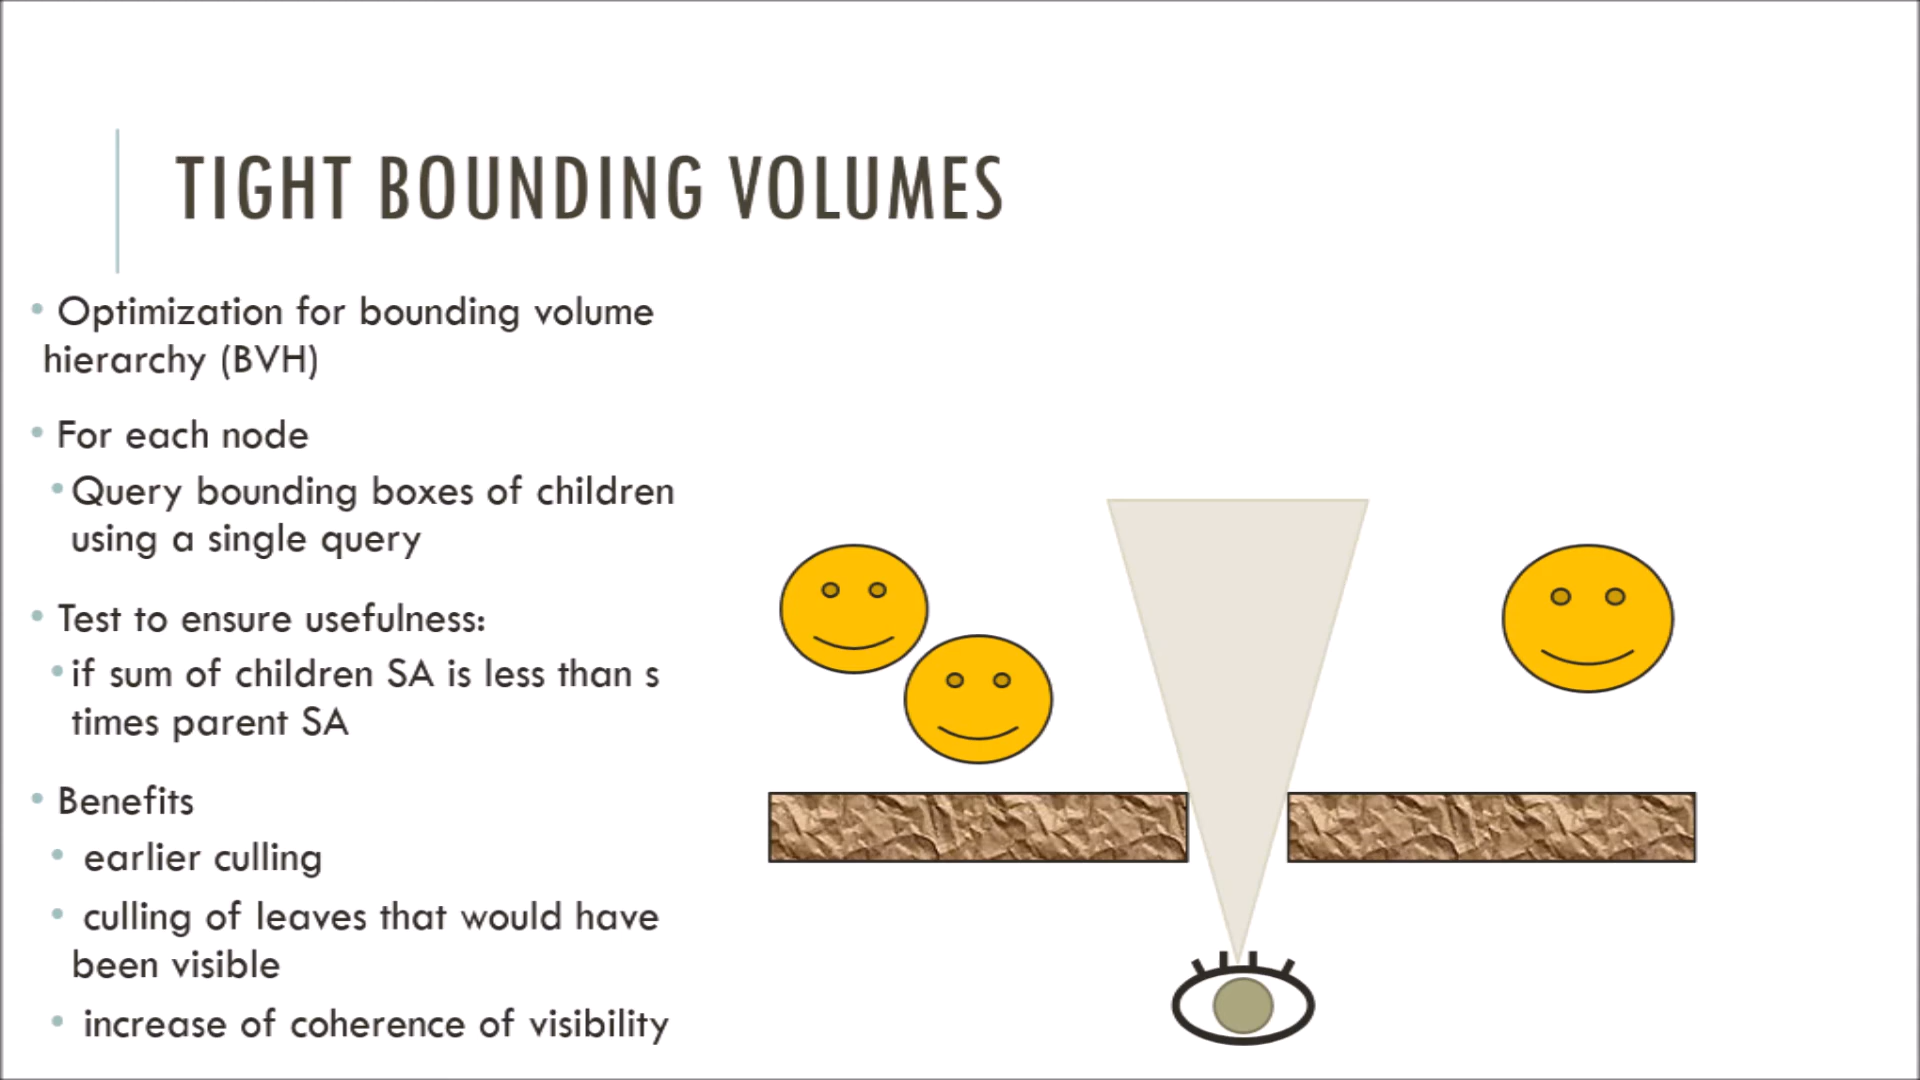 TIGHT BOUNDING VOLUMES
• Optimization for bounding volume
hierarchy (BVH)
• For each node
• Query bounding boxes of children
using a single query
• Test to ensure usefulness:
• if sum of children SA is less than s
times parent SA
• Benefits
• earlier culling
• culling of leaves that would have
been visible
• increase of coherence of visibility